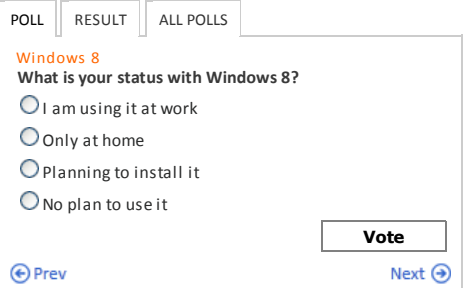 POLL RESULT ALL POLLS
Windows 8
What is your status with Windows 8?
I am using it at work
Only at home
Planning to install it
No plan to use it
Vote
Prev Next